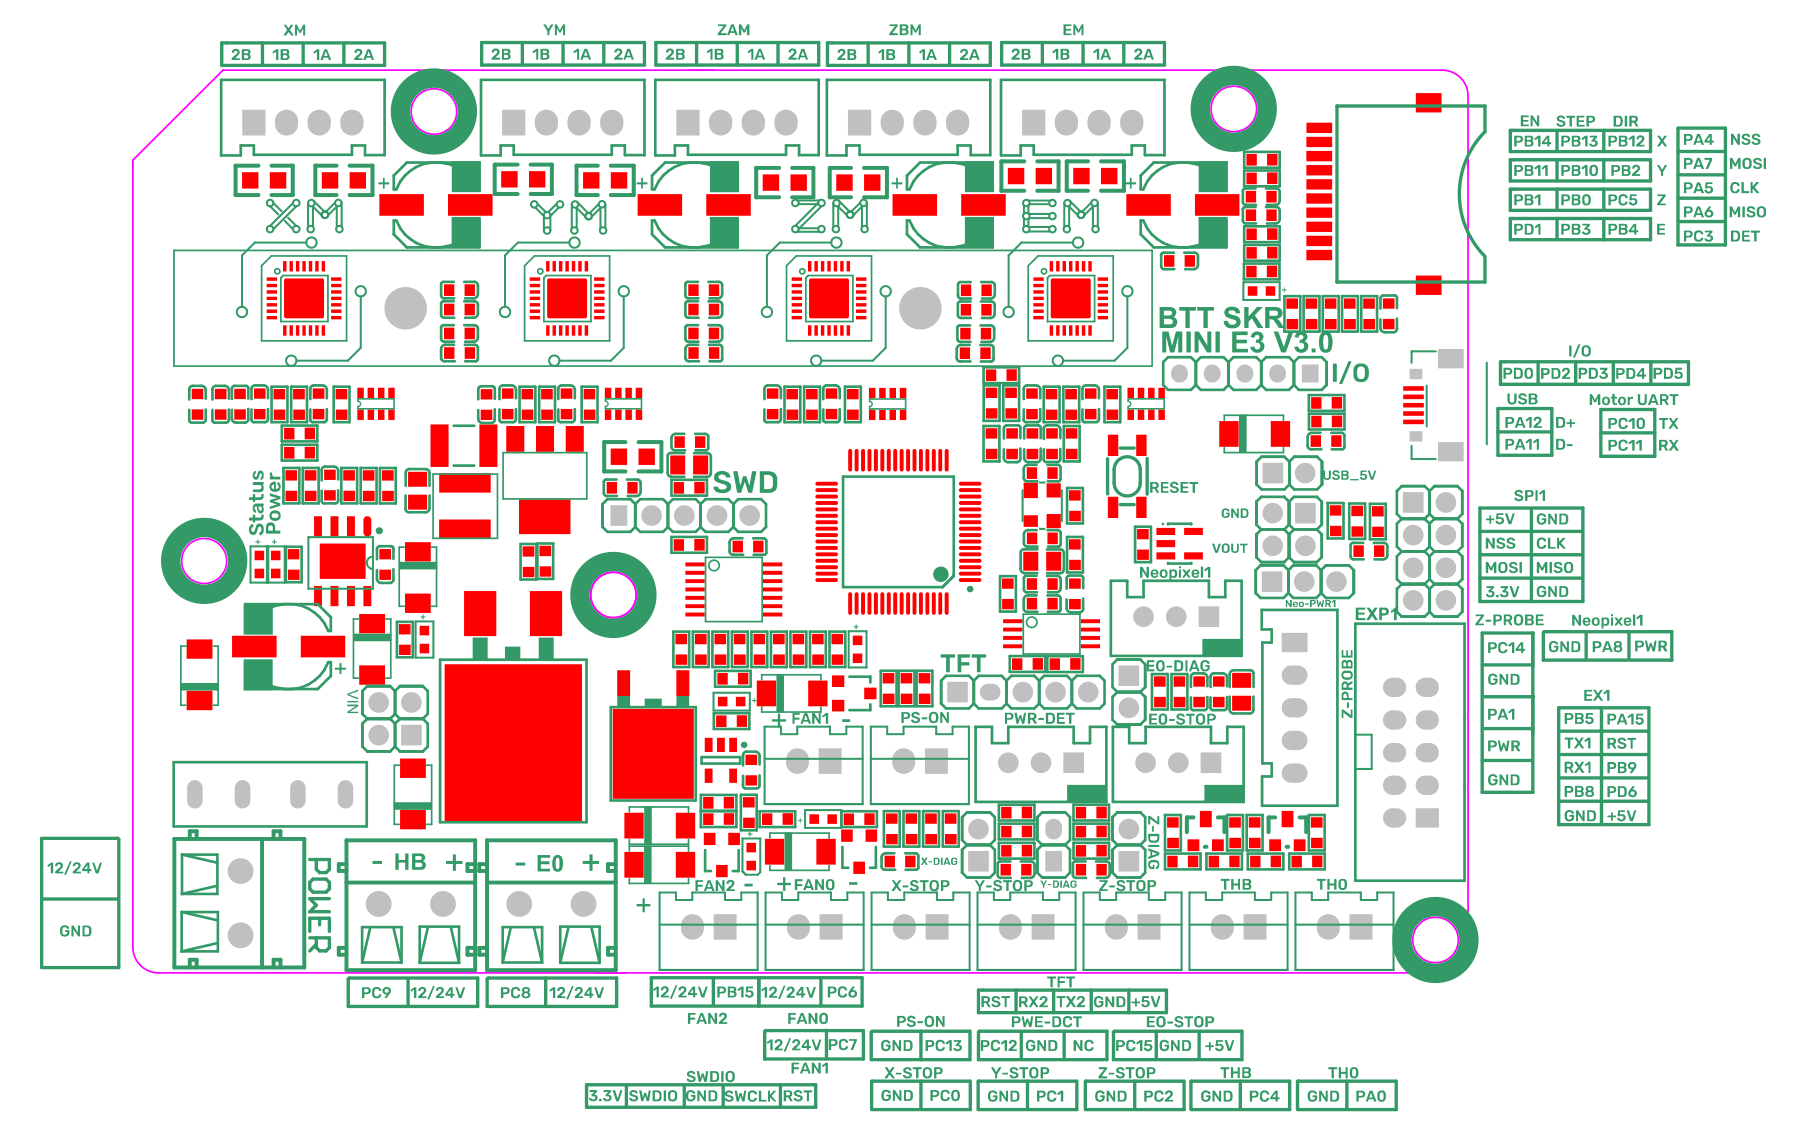 XM YM ZAM ZBM EM
2B 1B 1A 2A 2B 1B 1A 2A 2B 1B 1A 2A 2B 1B 1A 2A 2B 1B 1A 2A
EN STEP DIR
PB14 PB13 PB12 X
PB11 PB10 PB2 Y
PB1 PB0 PC5 Z
PD1 PB3 PB4 E
PA4 NSS
PA7 MOSI
PA5 CLK
PA6 MISO
PC3 DET
+ + + +
XM YM ZM EM
BTT SKR
MINI E3 V3.0
I/O
I/O
PD0 PD2 PD3 PD4 PD5
USB
PA12 D+
PA11 D-
Motor UART
PC10 TX
PC11 RX
Status
Power
SWD
RESET
USB_5V
GND
VOUT
Neopixel1
Neo-PWR1
SPI1
+5V GND
NSS CLK
MOSI MISO
3.3V GND
EXP1
Z-PROBE
PC14
GND
PA1
PWR
GND
Neopixel1
GND PA8 PWR
EX1
PB5 PA15
TX1 RST
RX1 PB9
PB8 PD6
GND +5V
VIN
+
TFT
E0-DIAG
Z-PROBE
+ FAN1 -
PS-ON
PWR-DET
E0-STOP
12/24V
GND
POWER
- HB +
- E0 +
X-DIAG
Z-DIAG
FAN2 -
+
+ FAN0 -
X-STOP
Y-STOP
Y-DIAG
Z-STOP
THB
TH0
PC9 12/24V
PC8 12/24V
12/24V PB15 12/24V PC6
FAN2 FAN0
12/24V PC7
FAN1
TFT
RST RX2 TX2 GND +5V
PS-ON
GND PC13
PWE-DCT
PC12 GND NC
EO-STOP
PC15 GND +5V
SWDIO
3.3V SWDIO GND SWCLK RST
X-STOP
GND PC0
Y-STOP
GND PC1
Z-STOP
GND PC2
THB
GND PC4
TH0
GND PA0